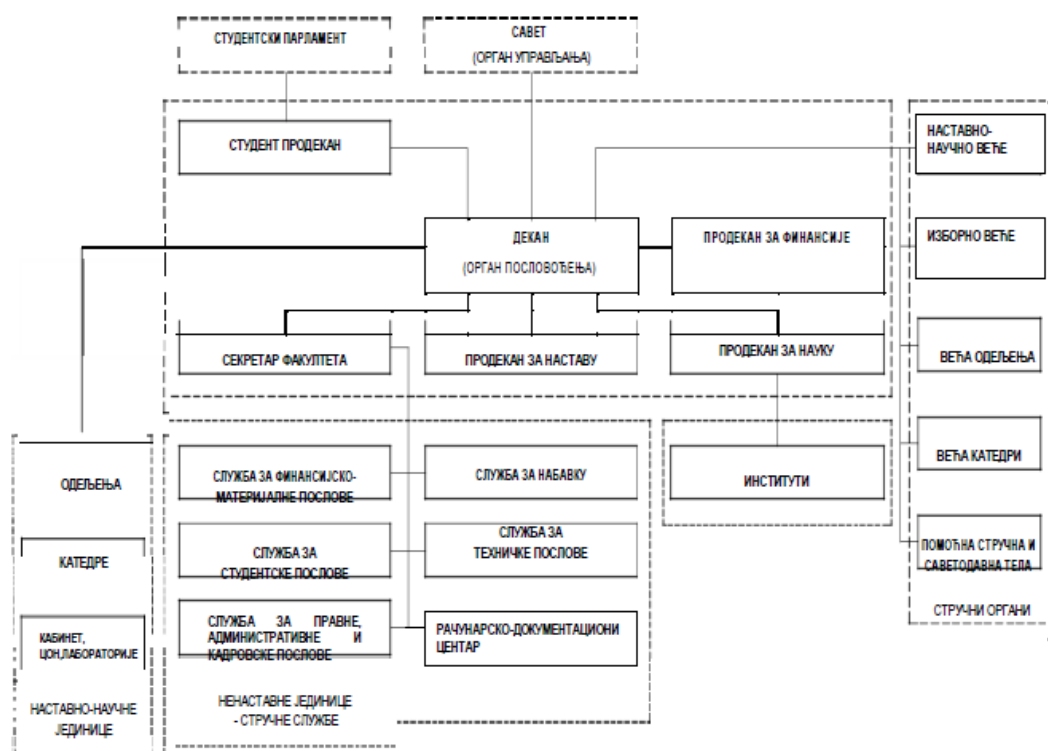 СТУДЕНТСКИ ПАРЛАМЕНТ
САВЕТ
(ОРГАН УПРАВЉАЊА)
СТУДЕНТ ПРОДЕКАН
НАСТАВНО-
НАУЧНО ВЕЋЕ
ДЕКАН
(ОРГАН ПОСЛОВОЂЕЊА)
ПРОДЕКАН ЗА ФИНАНСИЈЕ
ИЗБОРНО ВЕЋЕ
СЕКРЕТАР ФАКУЛТЕТА
ПРОДЕКАН ЗА НАСТАВУ
ПРОДЕКАН ЗА НАУКУ
ВЕЋА ОДЕЉЕЊА
ОДЕЉЕЊА
СЛУЖБА ЗА ФИНАНСИЈСКО-
МАТЕРИЈАЛНЕ ПОСЛОВЕ
СЛУЖБА ЗА НАБАВКУ
ИНСТИТУТИ
ВЕЋА КАТЕДРИ
КАТЕДРЕ
СЛУЖБА ЗА
СТУДЕНТСКЕ ПОСЛОВЕ
СЛУЖБА ЗА
ТЕХНИЧКЕ ПОСЛОВЕ
ПОМОЋНА СТРУЧНА И
САВЕТОДАВНА ТЕЛА
СТРУЧНИ ОРГАНИ
КАБИНЕТ,
ЦОН,ЛАБОРАТОРИЈЕ
СЛУЖБА ЗА ПРАВНЕ,
АДМИНИСТРАТИВНЕ И
КАДРОВСКЕ ПОСЛОВЕ
РАЧУНАРСКО-ДОКУМЕНТАЦИОНИ
ЦЕНТАР
НАСТАВНО-НАУЧНЕ
ЈЕДИНИЦЕ
НЕНАСТАВНЕ ЈЕДИНИЦЕ
- СТРУЧНЕ СЛУЖБЕ